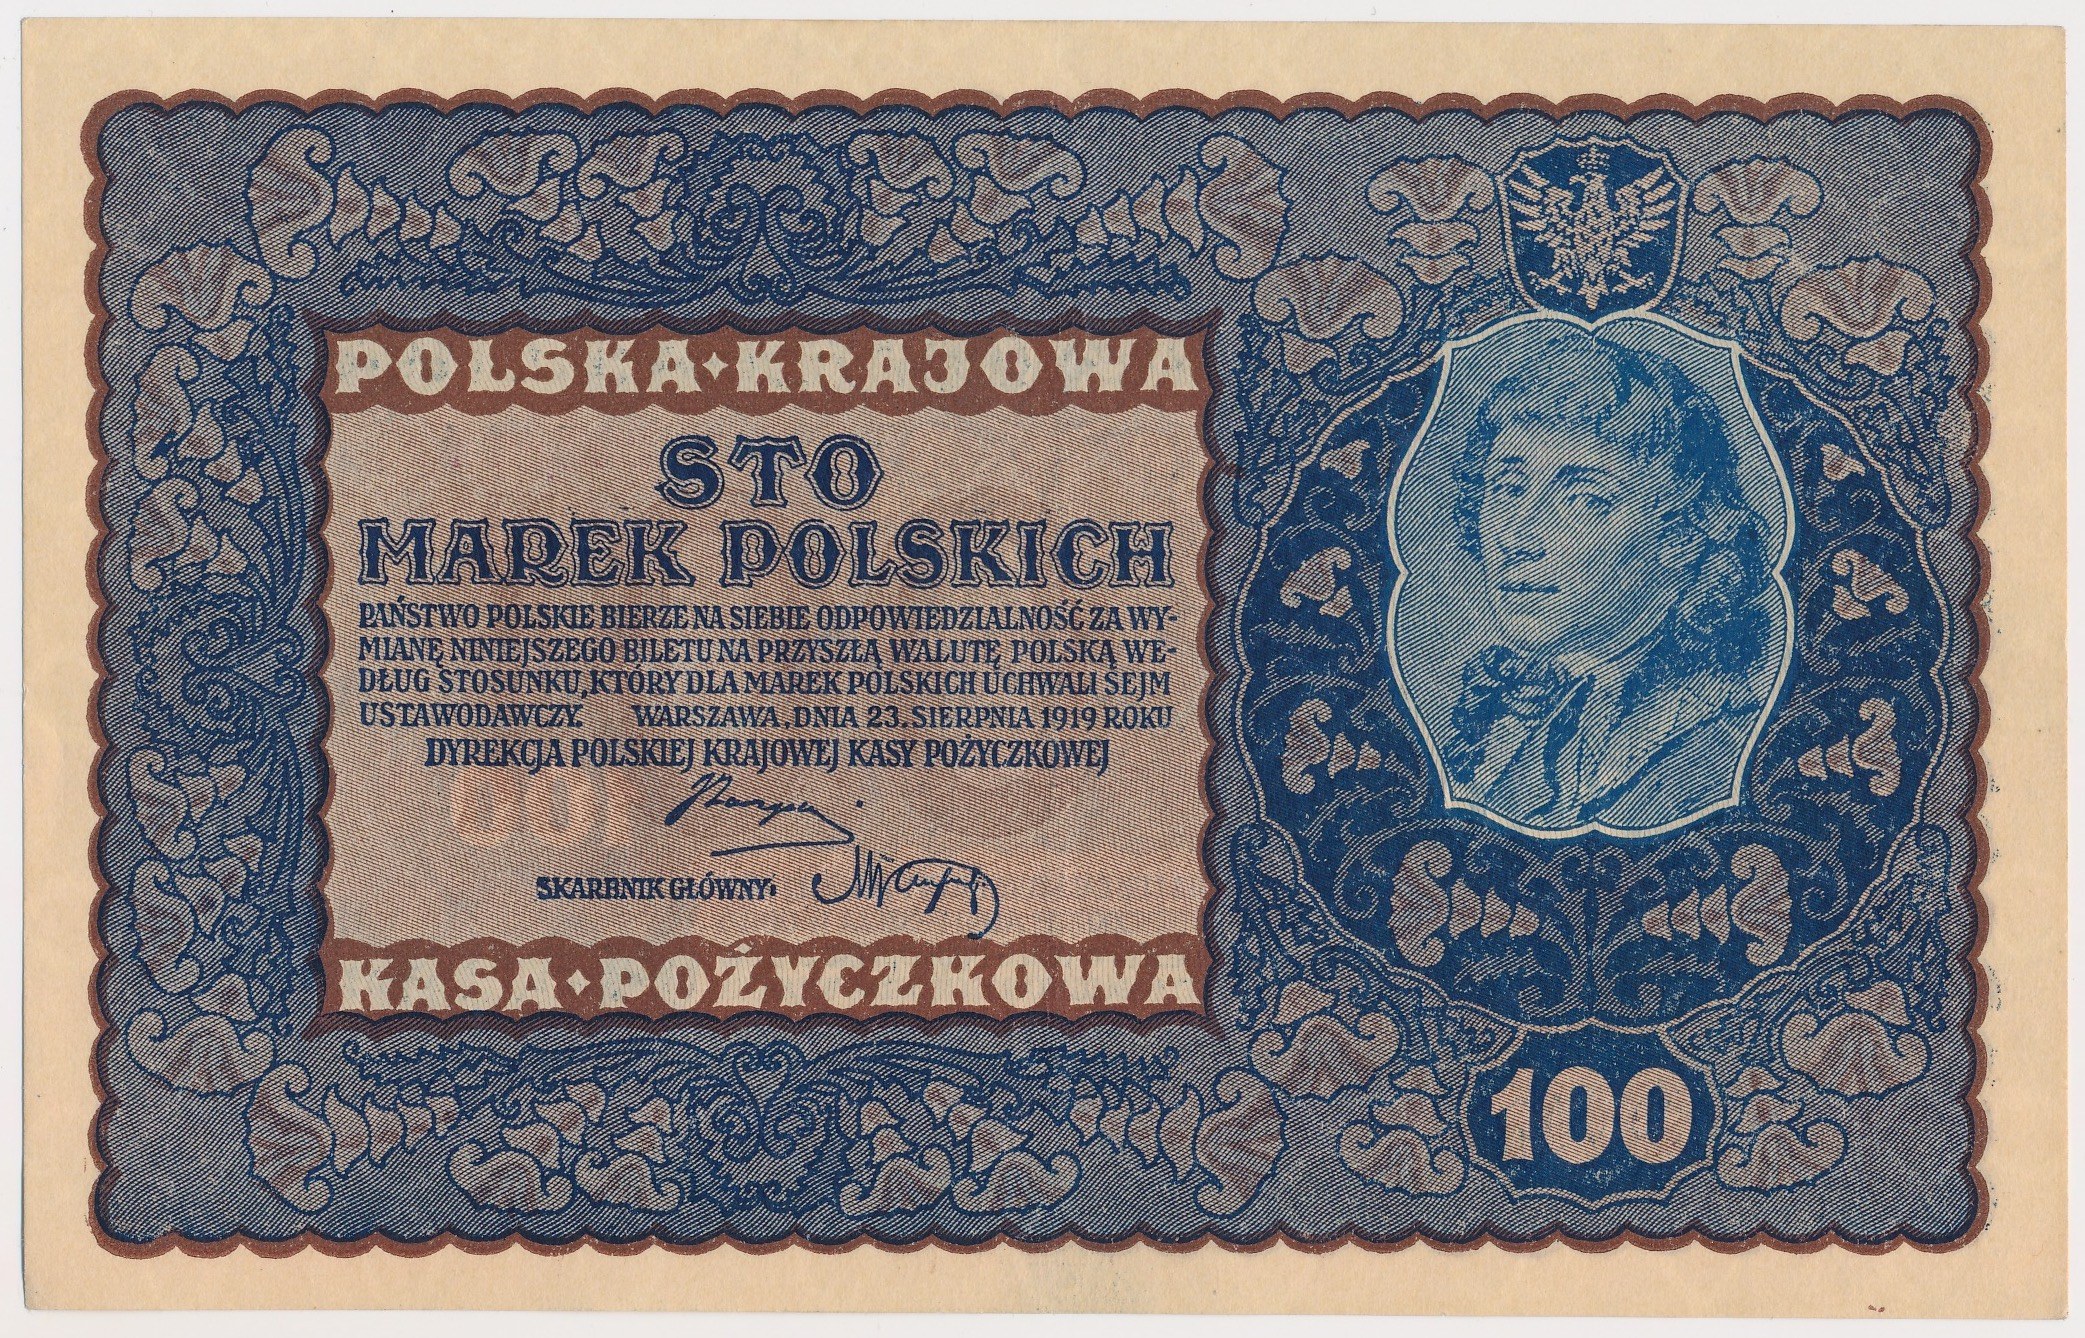 POLSKA·KRAJOWA
STO
MAREK POLSKICH
PAŃSTWO POLSKIE BIERZE NA SIEBIE ODPOWIEDZIALNOŚĆ ZA WY-
MIANĘ NINIEJSZEGO BILETU NA PRZYSZŁĄ WALUTĘ POLSKĄ WE-
DŁUG STOSUNKU, KTÓRY DLA MAREK POLSKICH UCHWALI SEJM
USTAWODAWCZY. WARSZAWA, DNIA 23. SIERPNIA 1919 ROKU
DYREKCJA POLSKIEJ KRAJOWEJ KASY POŻYCZKOWEJ
SKARBNIK GŁÓWNY:
KASA·POŻYCZKOWA
100